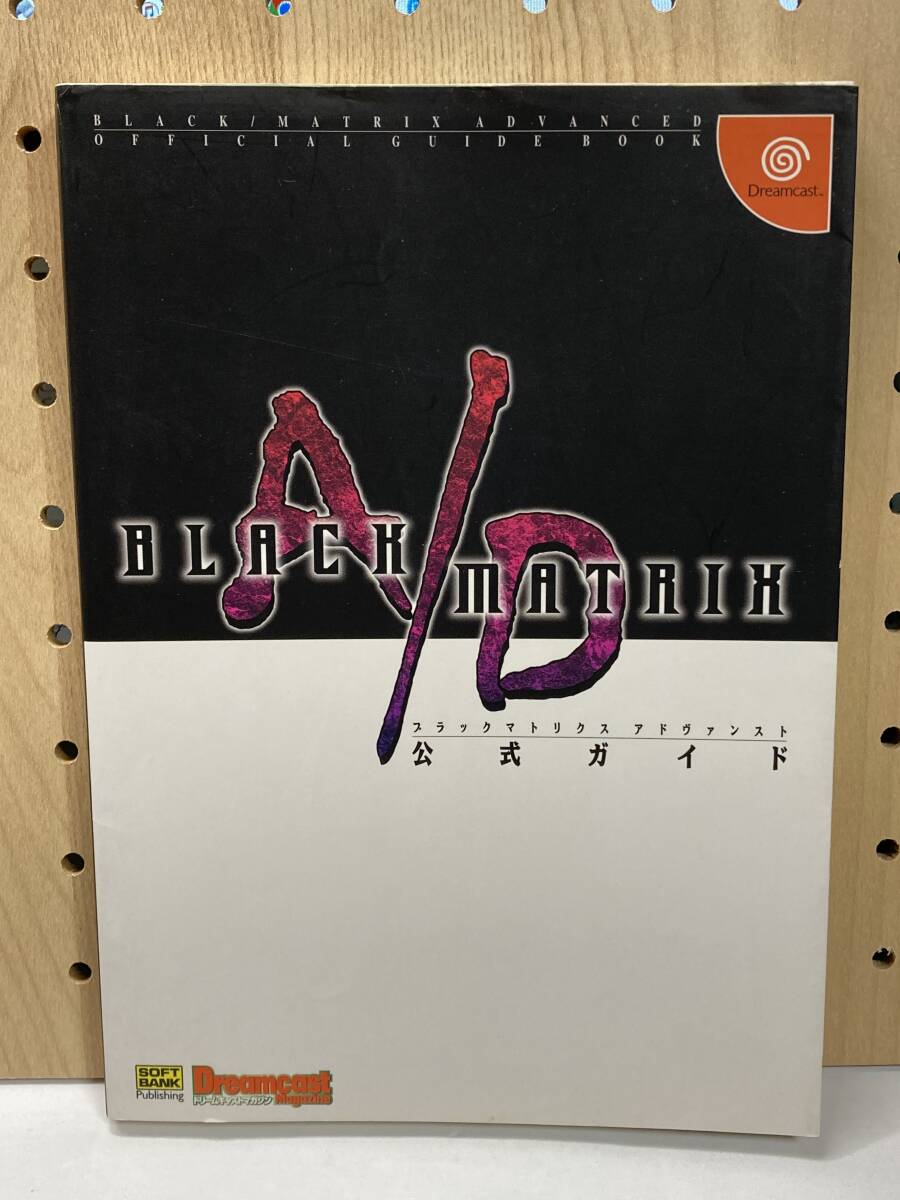 BLACK/MATRIX ADVANCED
OFFICIAL GUIDE BOOK
Dreamcast™
A/D
BLACK
MATRIX
ブラックマトリクス アドヴァンスト
公式ガイド
SOFT
BANK
Publishing
Dreamcast
Magazine
ドリームキャストマガジン